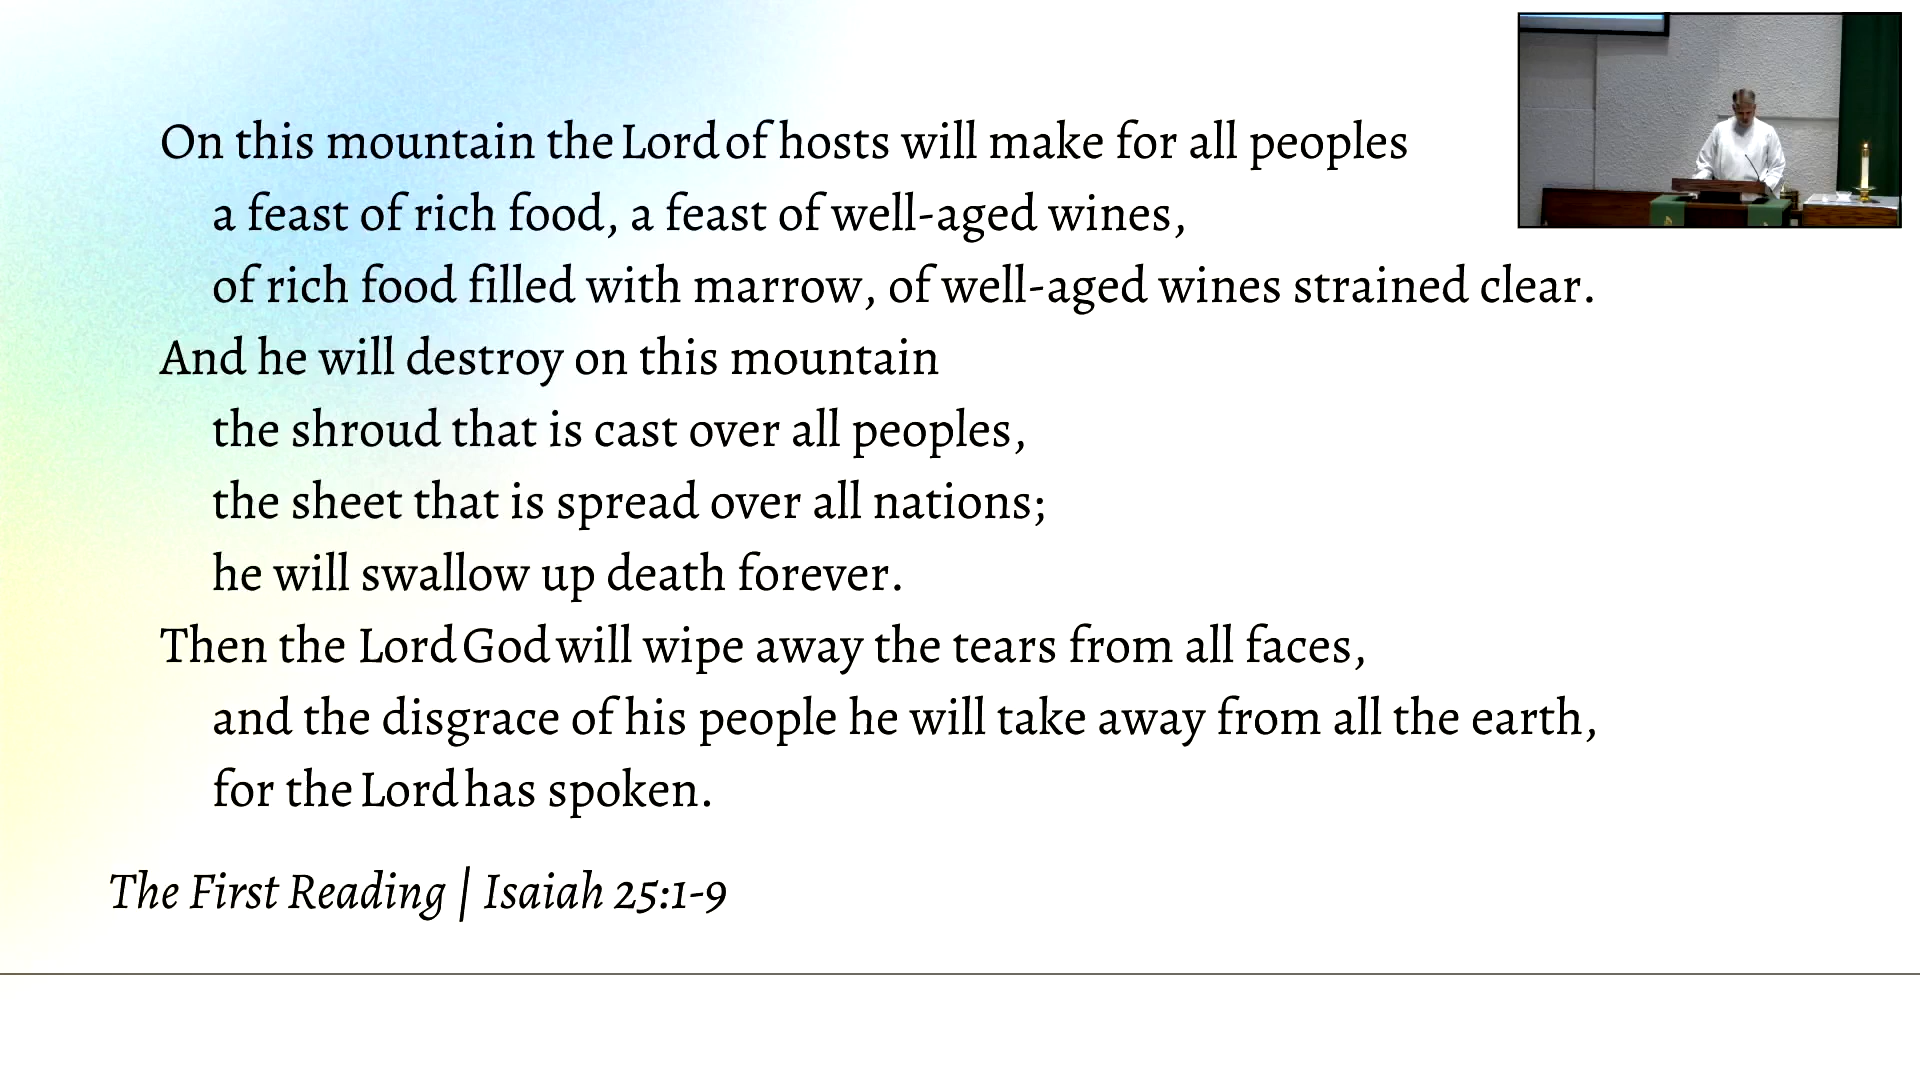 On this mountain the Lord of hosts will make for all peoples
a feast of rich food, a feast of well-aged wines,
of rich food filled with marrow, of well-aged wines strained clear.
And he will destroy on this mountain
the shroud that is cast over all peoples,
the sheet that is spread over all nations;
he will swallow up death forever.
Then the Lord God will wipe away the tears from all faces,
and the disgrace of his people he will take away from all the earth,
for the Lord has spoken.
The First Reading | Isaiah 25:1-9